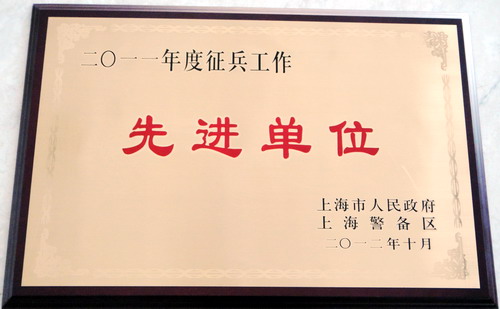 二〇一一年度征兵工作
先进单位
上海市人民政府
上海警备区
二〇一二年十月